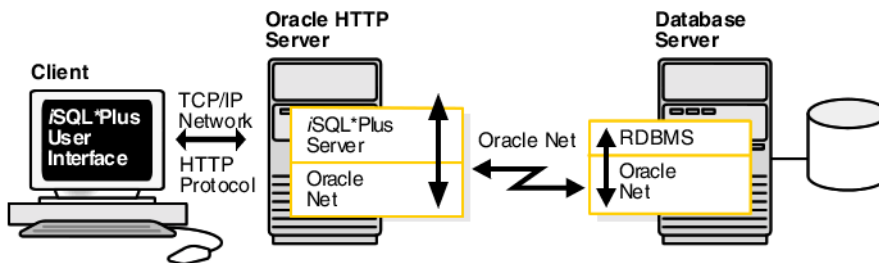 Oracle HTTP
Server
Database
Server
Client
TCP/IP
Network
HTTP
Protocol
iSQL*Plus
User
Interface
iSQL*Plus
Server
Oracle
Net
Oracle Net
RDBMS
Oracle
Net